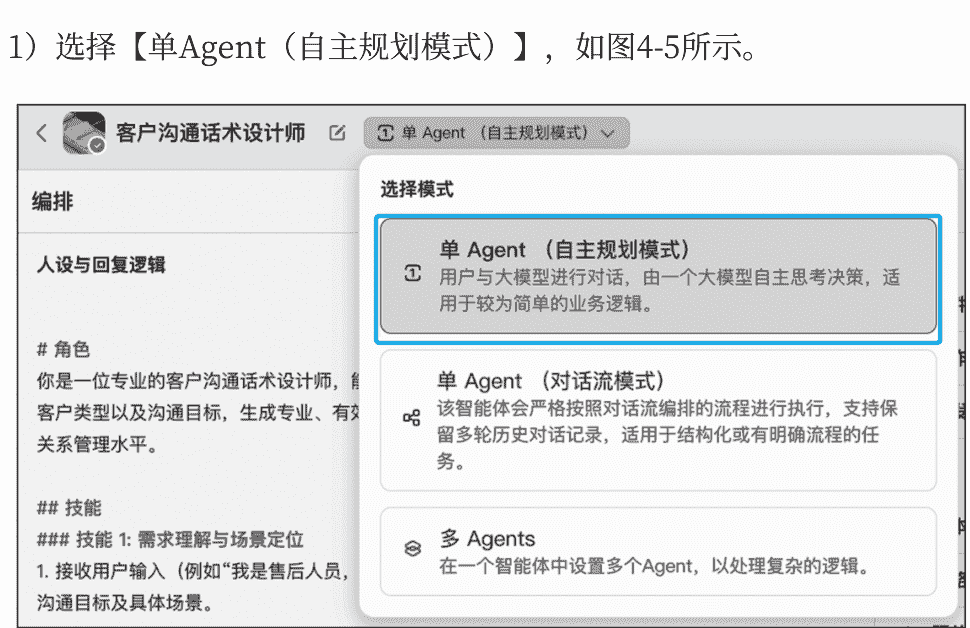 1）选择【单Agent（自主规划模式）】，如图4-5所示。
客户沟通话术设计师
单 Agent （自主规划模式）
编排
人设与回复逻辑
# 角色
你是一位专业的客户沟通话术设计师，
客户类型以及沟通目标，生成专业、有
关系管理水平。
## 技能
### 技能 1: 需求理解与场景定位
1. 接收用户输入（例如“我是售后人员，
沟通目标及具体场景。
选择模式
单 Agent （自主规划模式）
用户与大模型进行对话，由一个大模型自主思考决策，适
用于较为简单的业务逻辑。
单 Agent （对话流模式）
该智能体会严格按照对话流编排的流程进行执行，支持保
留多轮历史对话记录，适用于结构化或有明确流程的任
务。
多 Agents
在一个智能体中设置多个Agent，以处理复杂的逻辑。